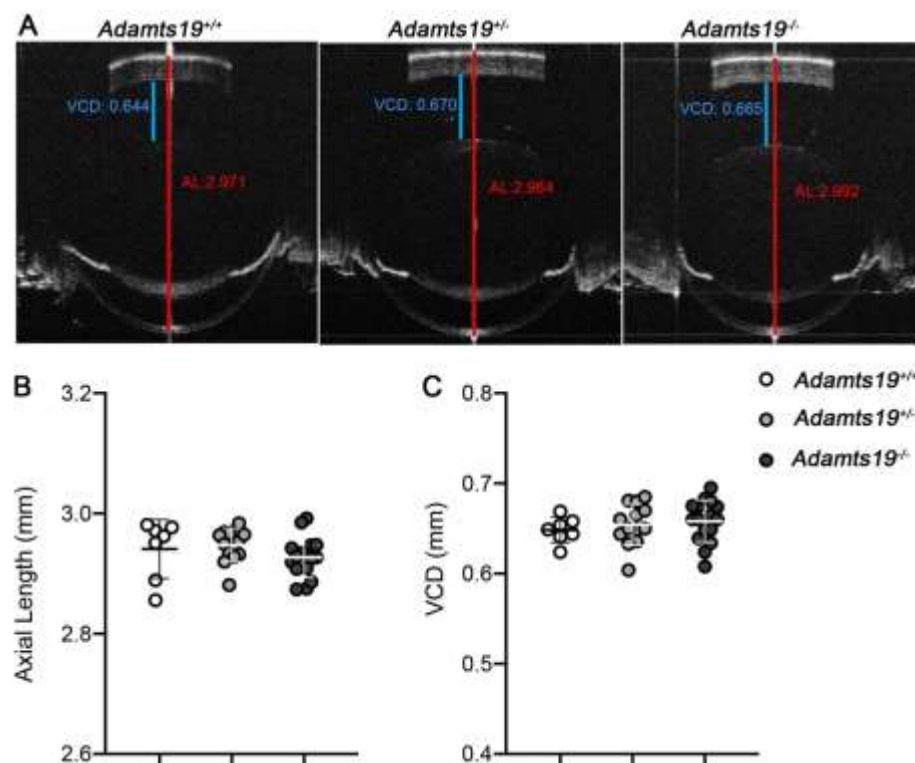 A
Adamts19+/+ Adamts19+/- Adamts19-/-
VCD: 0.644 VCD: 0.670 VCD: 0.665
AL:2.971 AL:2.964 AL:2.992
B
3.2
3.0
2.8
2.6
Axial Length (mm)
C
0.8
0.7
0.6
0.5
0.4
VCD (mm)
Adamts19+/+
Adamts19+/-
Adamts19-/-